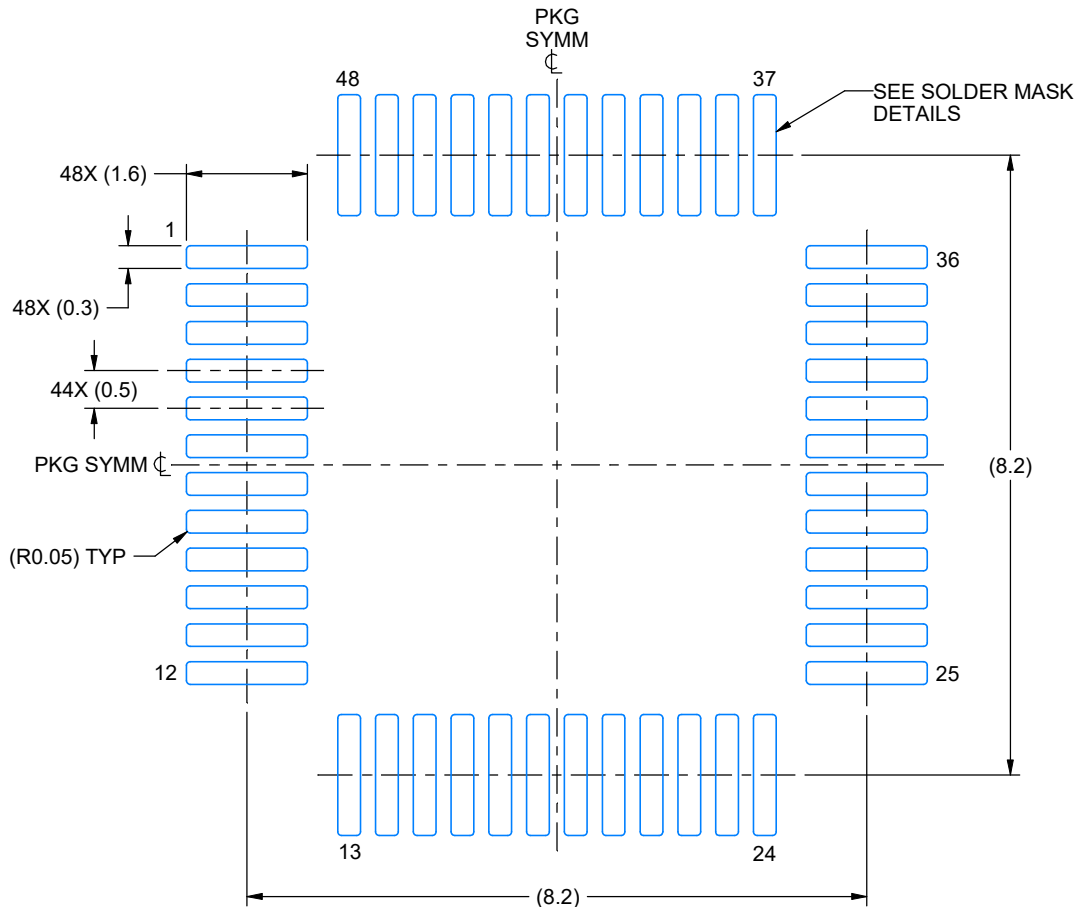 PKG
SYMM
℄
48
37
SEE SOLDER MASK
DETAILS
48X (1.6)
1
36
48X (0.3)
44X (0.5)
PKG SYMM ℄
(8.2)
(R0.05) TYP
12
25
13
24
(8.2)